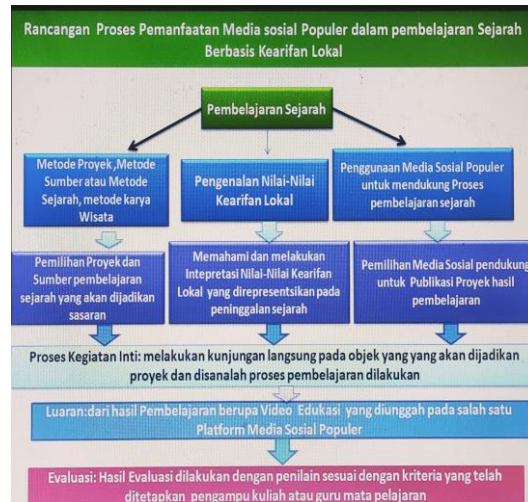 Rancangan Proses Pemanfaatan Media sosial Populer dalam pembelajaran Sejarah
Berbasis Kearifan Lokal
Pembelajaran Sejarah
Metode Proyek ,Metode
Sumber atau Metode
Sejarah, metode karya
Wisata
Pengenalan Nilai-Nilai
Kearifan Lokal
Penggunaan Media Sosial Populer
untuk mendukung Proses
pembelajaran sejarah
Pemilihan Proyek dan
Sumber pembelajaran
sejarah yang akan dijadikan
sasaran
Memahami dan melakukan
Intepretasi Nilai-Nilai Kearifan
Lokal yang direpresentsikan pada
peninggalan sejarah
Pemilihan Media Sosial pendukung
untuk Publikasi Proyek hasil
pembelajaran
Proses Kegiatan Inti: melakukan kunjungan langsung pada objek yang yang akan dijadikan
proyek dan disanalah proses pembelajaran dilakukan
Luaran:dari hasil Pembelajaran berupa Video Edukasi yang diunggah pada salah satu
Platform Media Sosial Populer
Evaluasi: Hasil Evaluasi dilakukan dengan penilain sesuai dengan kriteria yang telah
ditetapkan pengampu kuliah atau guru mata pelajaran